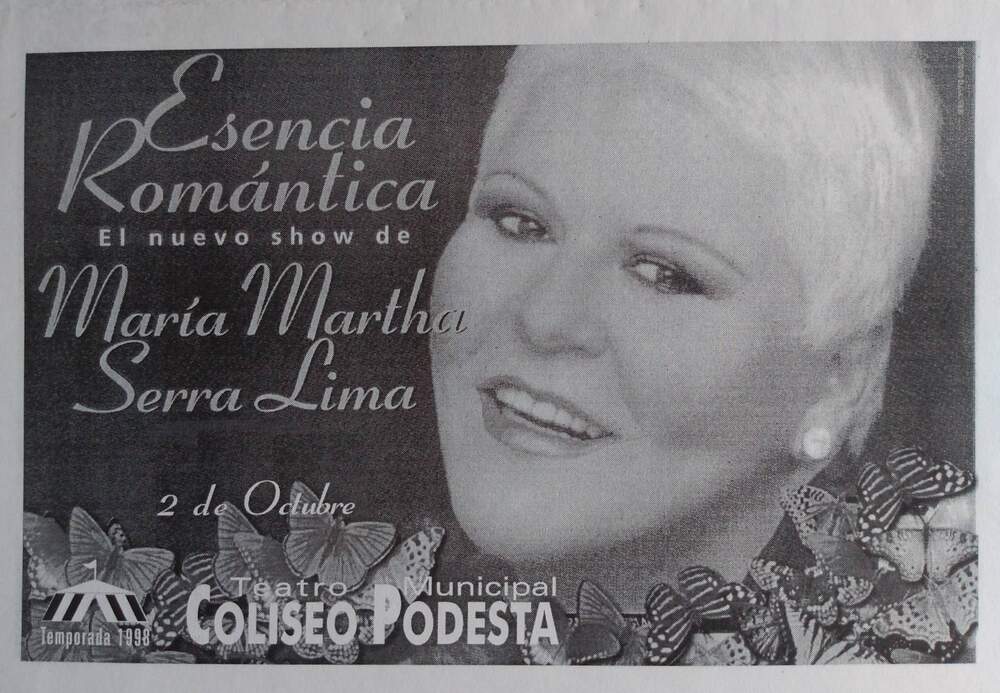 Esencia
Romántica
El nuevo show de
María Martha
Serra Lima
2 de Octubre
Teatro Municipal
COLISEO PODESTA
Temporada 1998